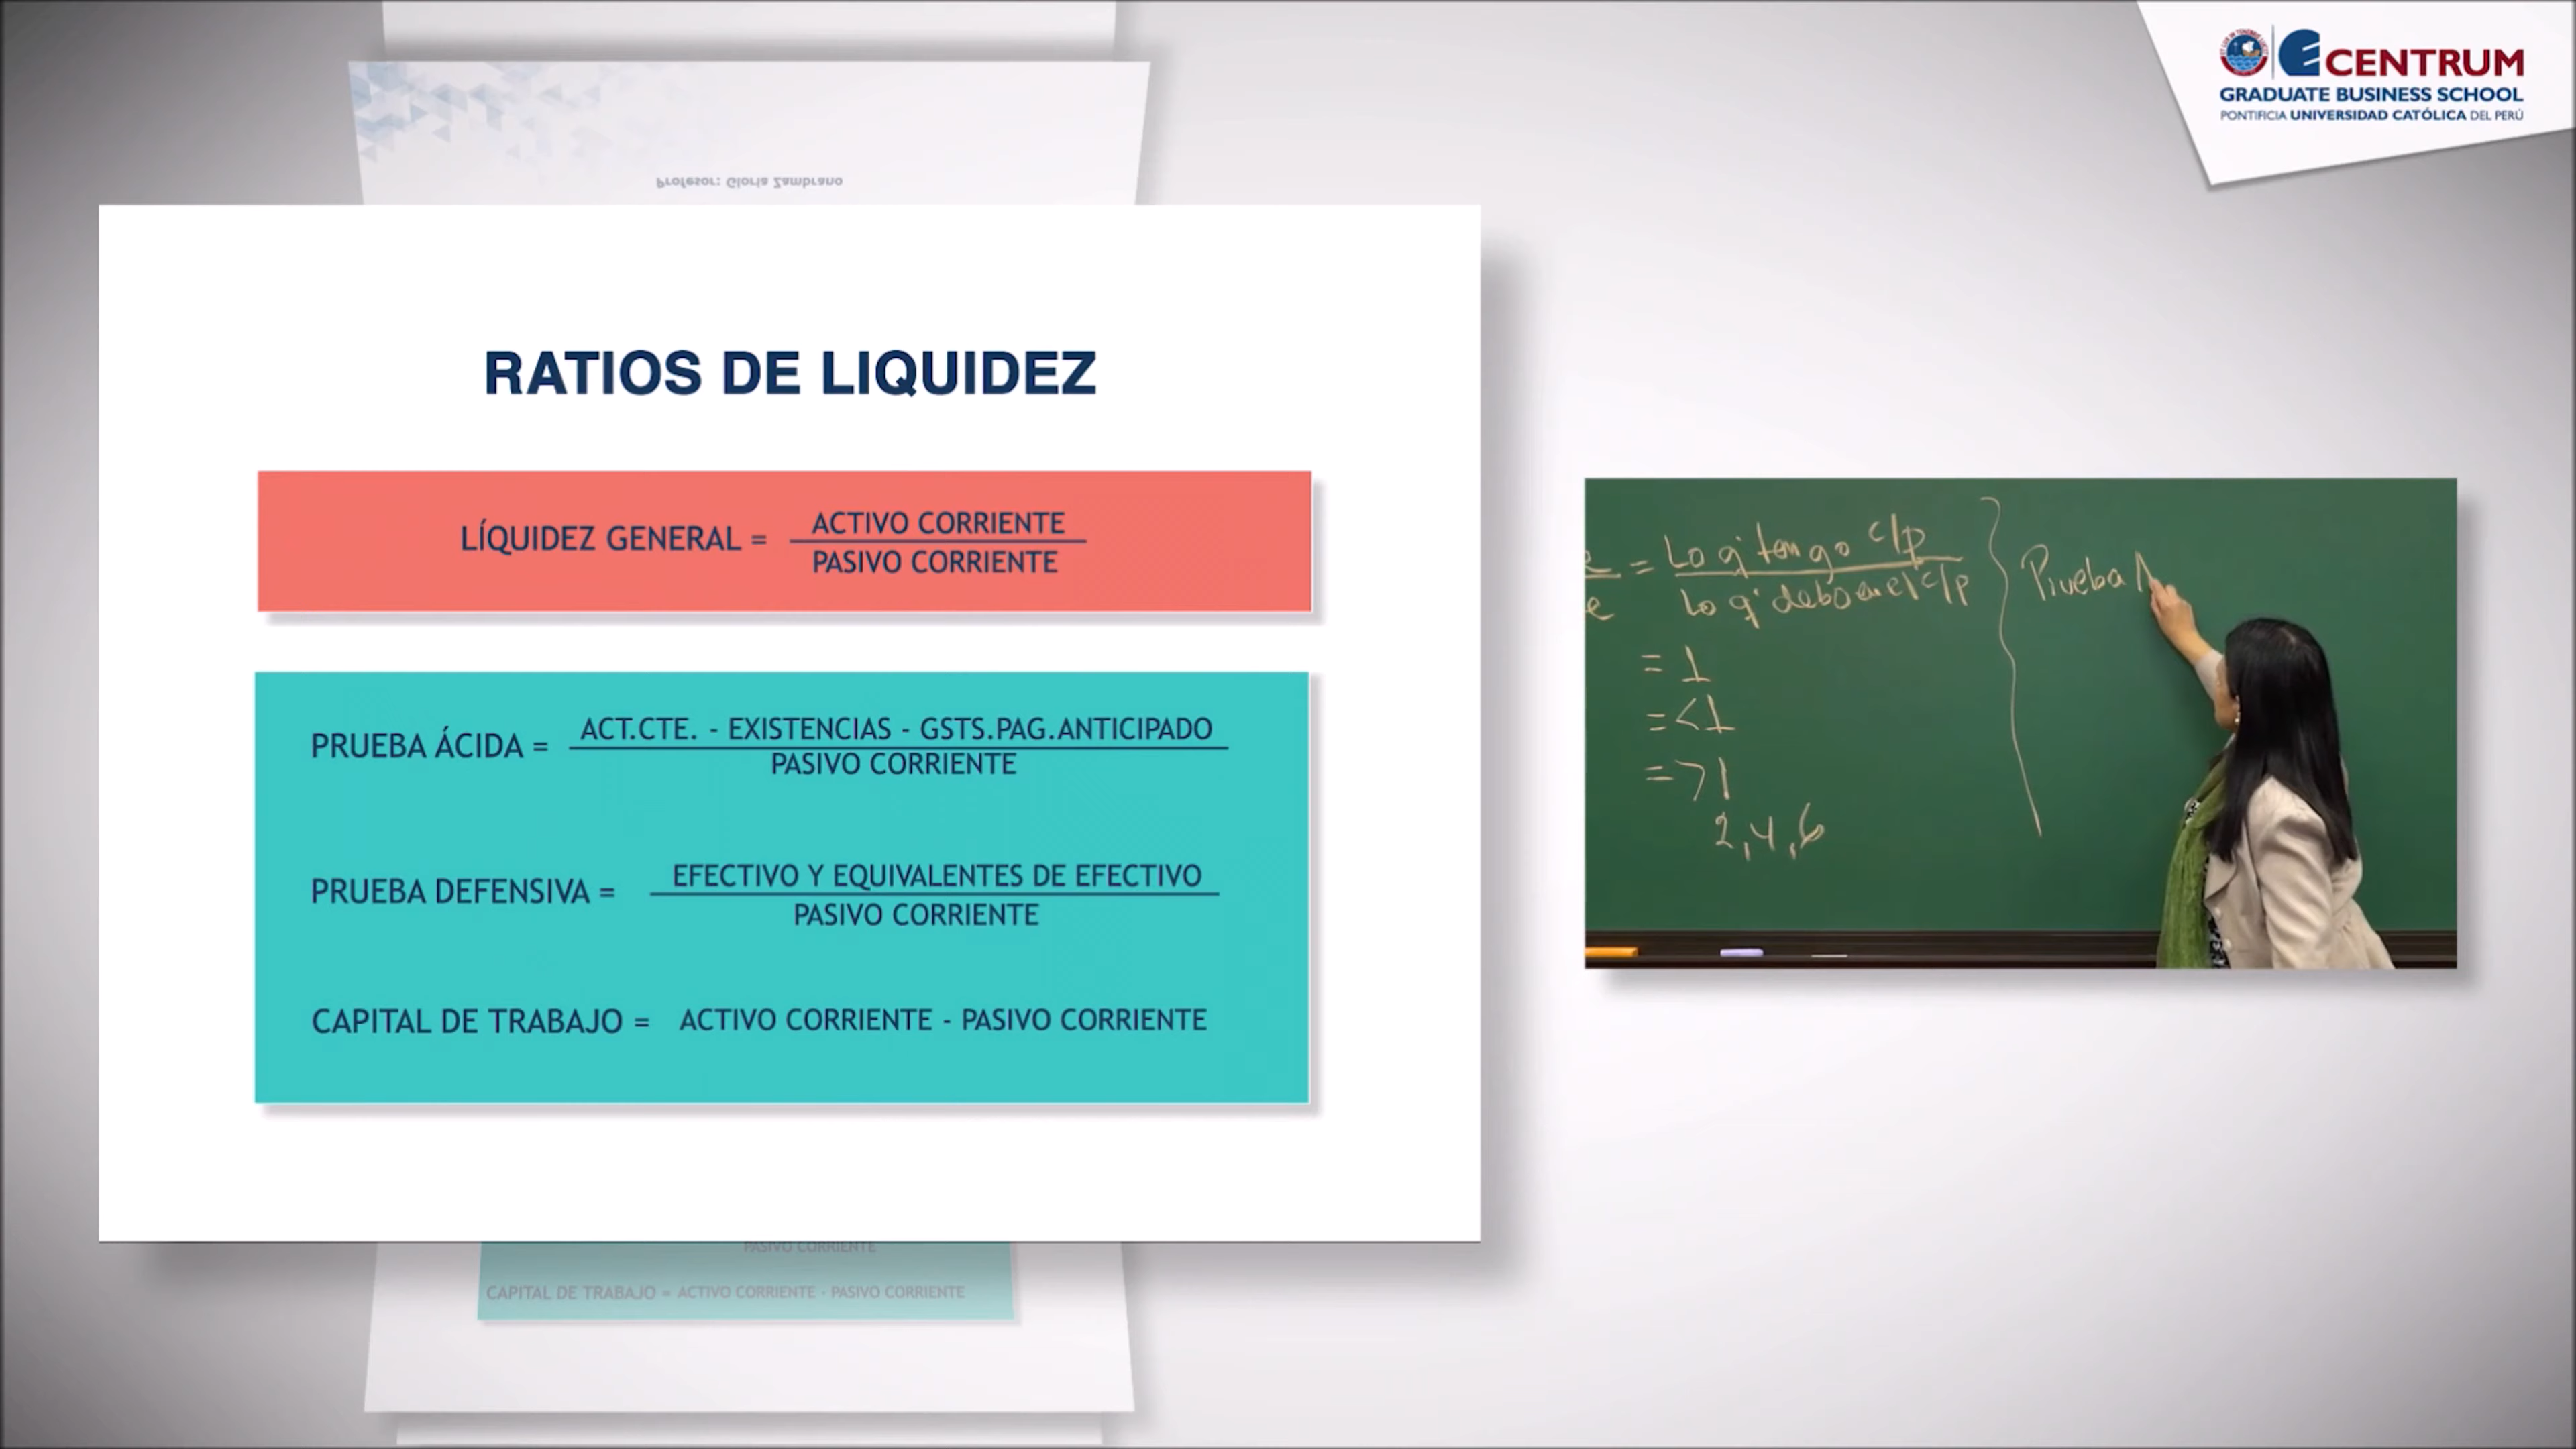 CENTRUM
GRADUATE BUSINESS SCHOOL
PONTIFICIA UNIVERSIDAD CATÓLICA DEL PERÚ
Profesor: Gloria Zambrano
RATIOS DE LIQUIDEZ
LÍQUIDEZ GENERAL = ACTIVO CORRIENTE
PASIVO CORRIENTE
PRUEBA ÁCIDA = ACT.CTE. - EXISTENCIAS - GSTS.PAG.ANTICIPADO
PASIVO CORRIENTE
PRUEBA DEFENSIVA = EFECTIVO Y EQUIVALENTES DE EFECTIVO
PASIVO CORRIENTE
CAPITAL DE TRABAJO = ACTIVO CORRIENTE - PASIVO CORRIENTE
PASIVO CORRIENTE
CAPITAL DE TRABAJO = ACTIVO CORRIENTE - PASIVO CORRIENTE
e = Lo q' tengo c/p
e Lo q' debo en el c/p
= 1
= <1
= >1
2, 4, 6
Prueba